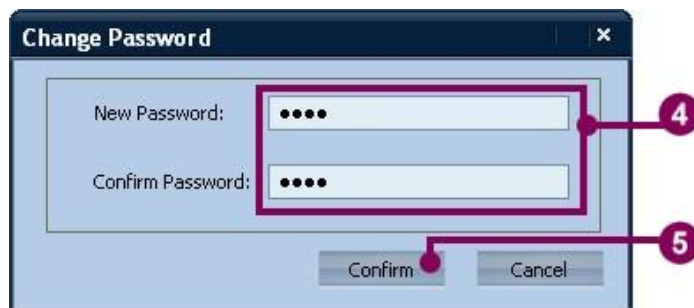 Change Password ×
New Password: ●●●● 4
Confirm Password: ●●●●
5
Confirm Cancel